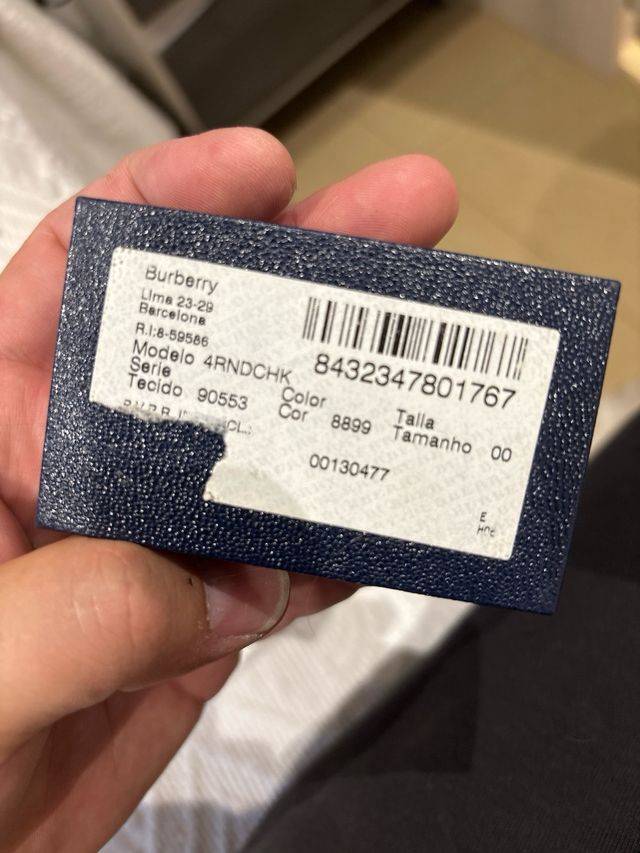 Burberry
Lima 23-29
Barcelona
R.I:8-59586
Modelo 4RNDCHK
Serie
Tecido 90553
Color
Cor 8899
Talla
Tamanho 00
8432347801767
00130477
E